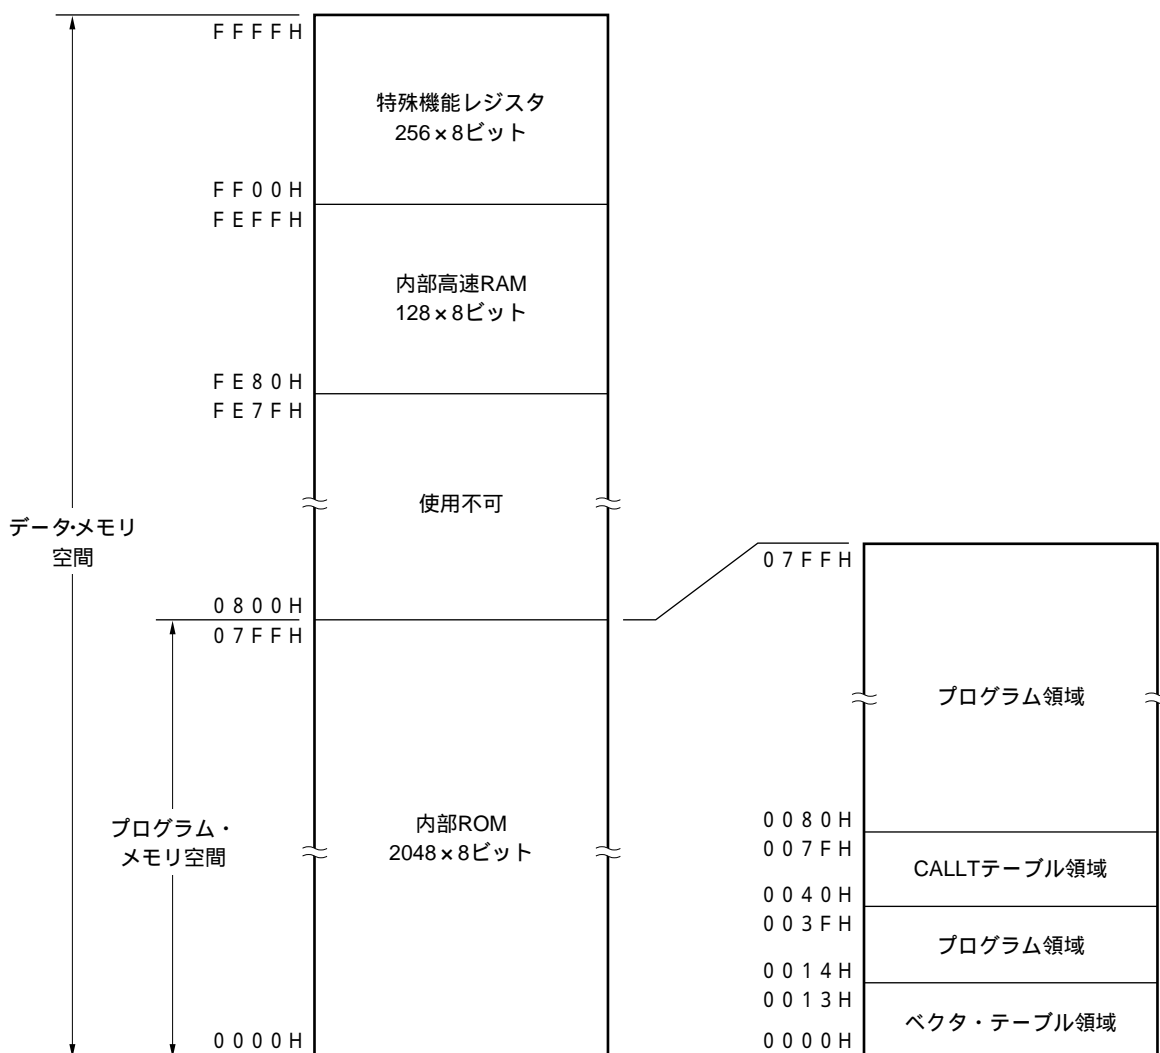 FFFFH
特殊機能レジスタ
256×8ビット
FF00H
FEFFH
内部高速RAM
128×8ビット
FE80H
FE7FH
使用不可
データ・メモリ
空間
0800H
07FFH
プログラム・
メモリ空間
内部ROM
2048×8ビット
0000H
07FFH
プログラム領域
0080H
007FH
CALLTテーブル領域
0040H
003FH
プログラム領域
0014H
0013H
ベクタ・テーブル領域
0000H